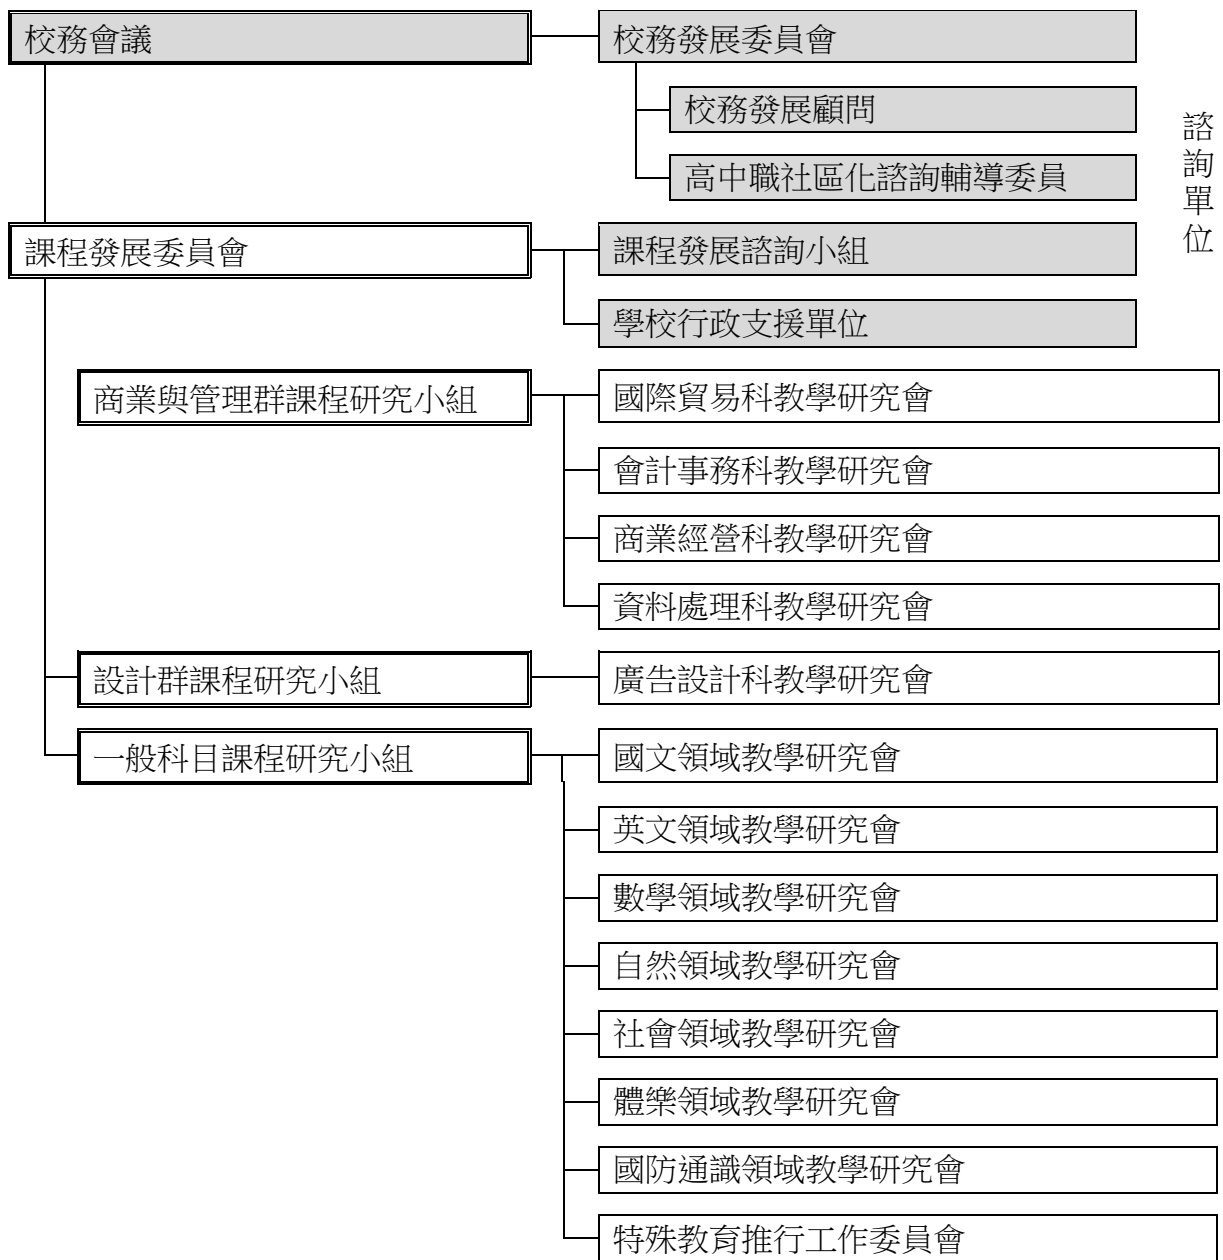 校務會議
校務發展委員會
校務發展顧問
高中職社區化諮詢輔導委員
諮詢單位
課程發展委員會
課程發展諮詢小組
學校行政支援單位
商業與管理群課程研究小組
國際貿易科教學研究會
會計事務科教學研究會
商業經營科教學研究會
資料處理科教學研究會
設計群課程研究小組
廣告設計科教學研究會
一般科目課程研究小組
國文領域教學研究會
英文領域教學研究會
數學領域教學研究會
自然領域教學研究會
社會領域教學研究會
體樂領域教學研究會
國防通識領域教學研究會
特殊教育推行工作委員會